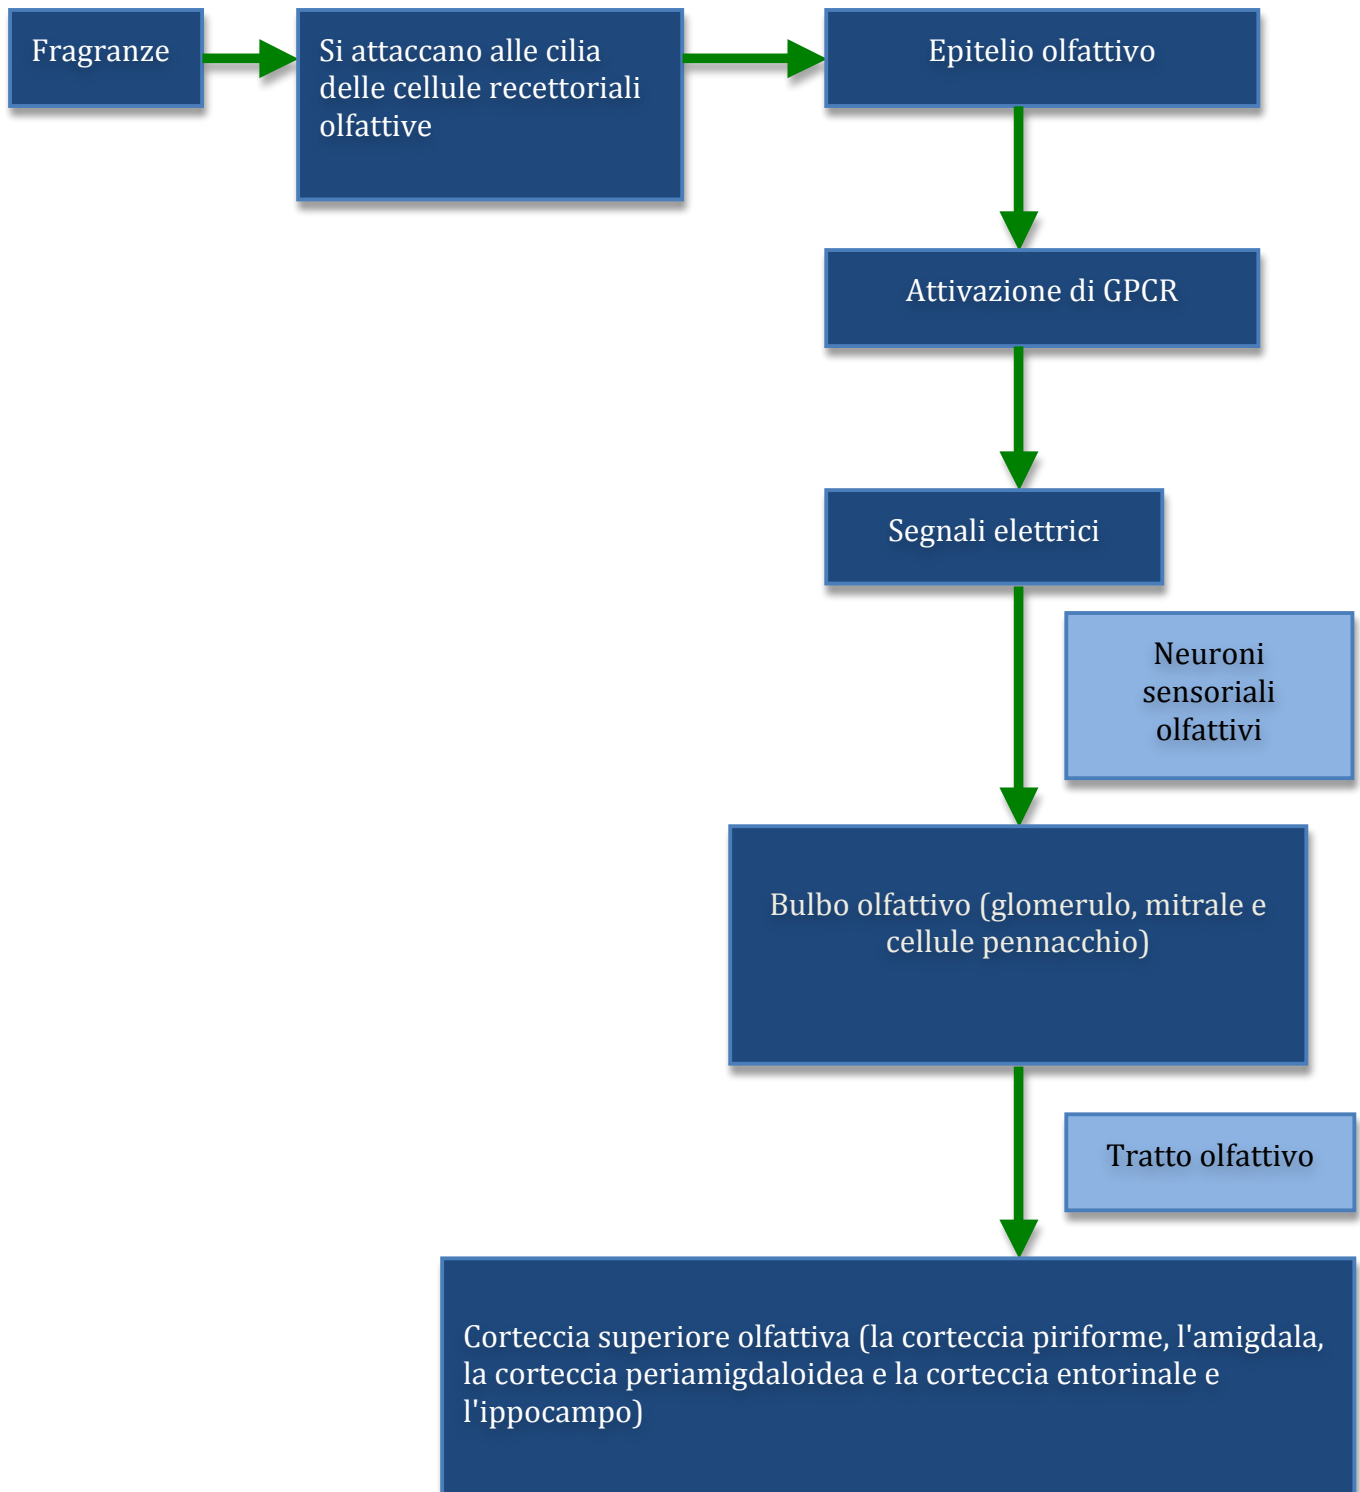 Fragranze
Si attaccano alle cilia
delle cellule recettoriali
olfattive
Epitelio olfattivo
Attivazione di GPCR
Segnali elettrici
Neuroni
sensoriali
olfattivi
Bulbo olfattivo (glomerulo, mitrale e
cellule pennacchio)
Tratto olfattivo
Corteccia superiore olfattiva (la corteccia piriforme, l'amigdala,
la corteccia periamigdaloidea e la corteccia entorinale e
l'ippocampo)